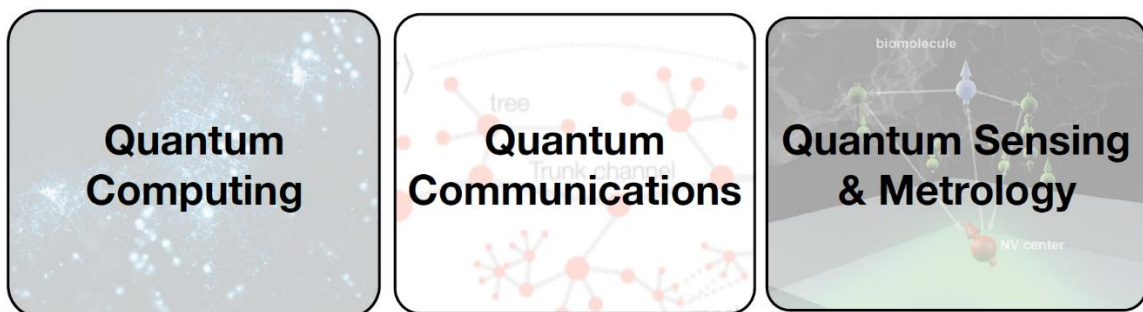 Quantum
Computing
tree
Quantum
Trunk channel
Communications
biomolecule
Quantum Sensing
& Metrology
NV center